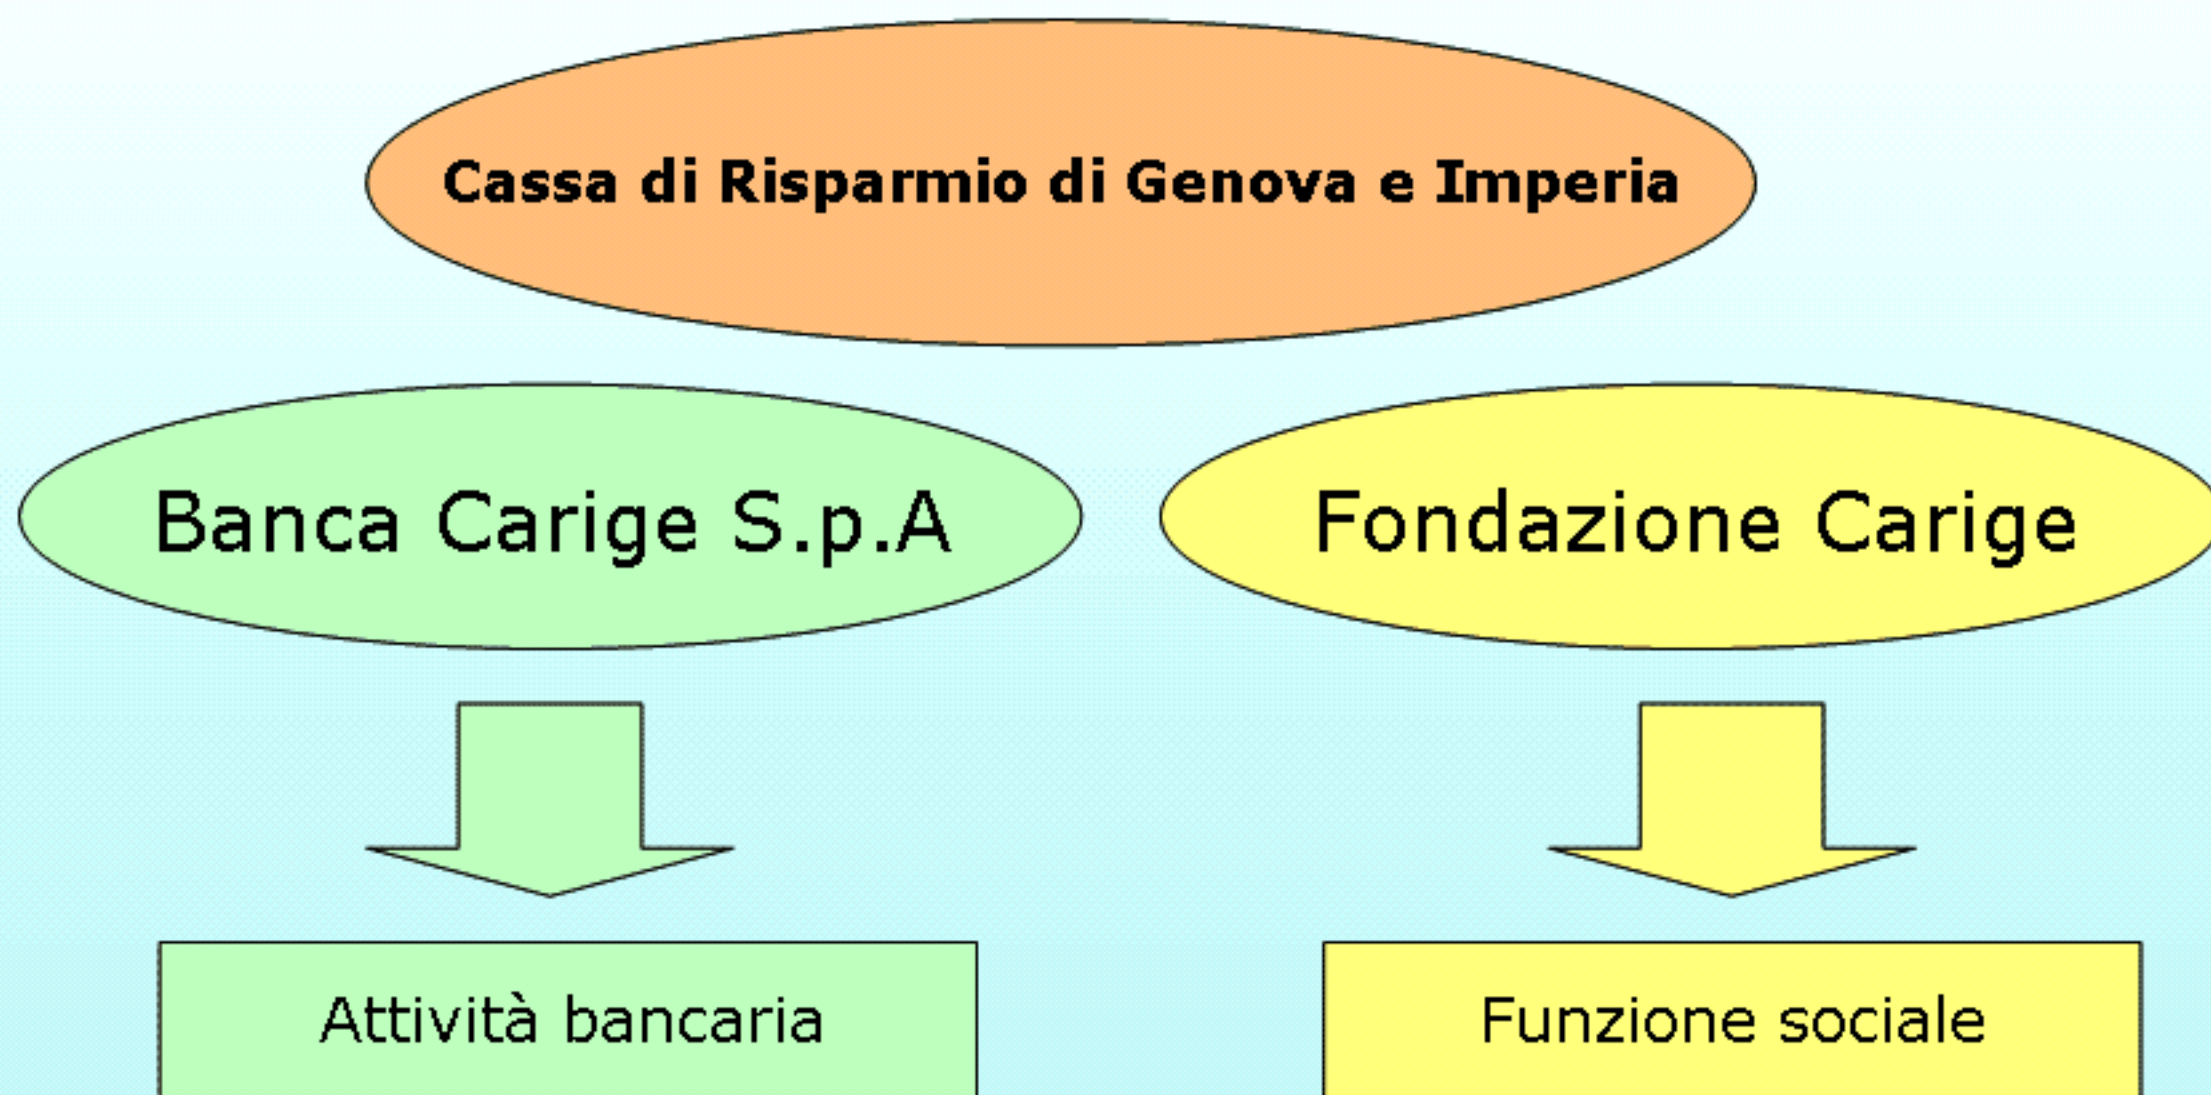 Cassa di Risparmio di Genova e Imperia
Banca Carige S.p.A
Fondazione Carige
Attività bancaria
Funzione sociale